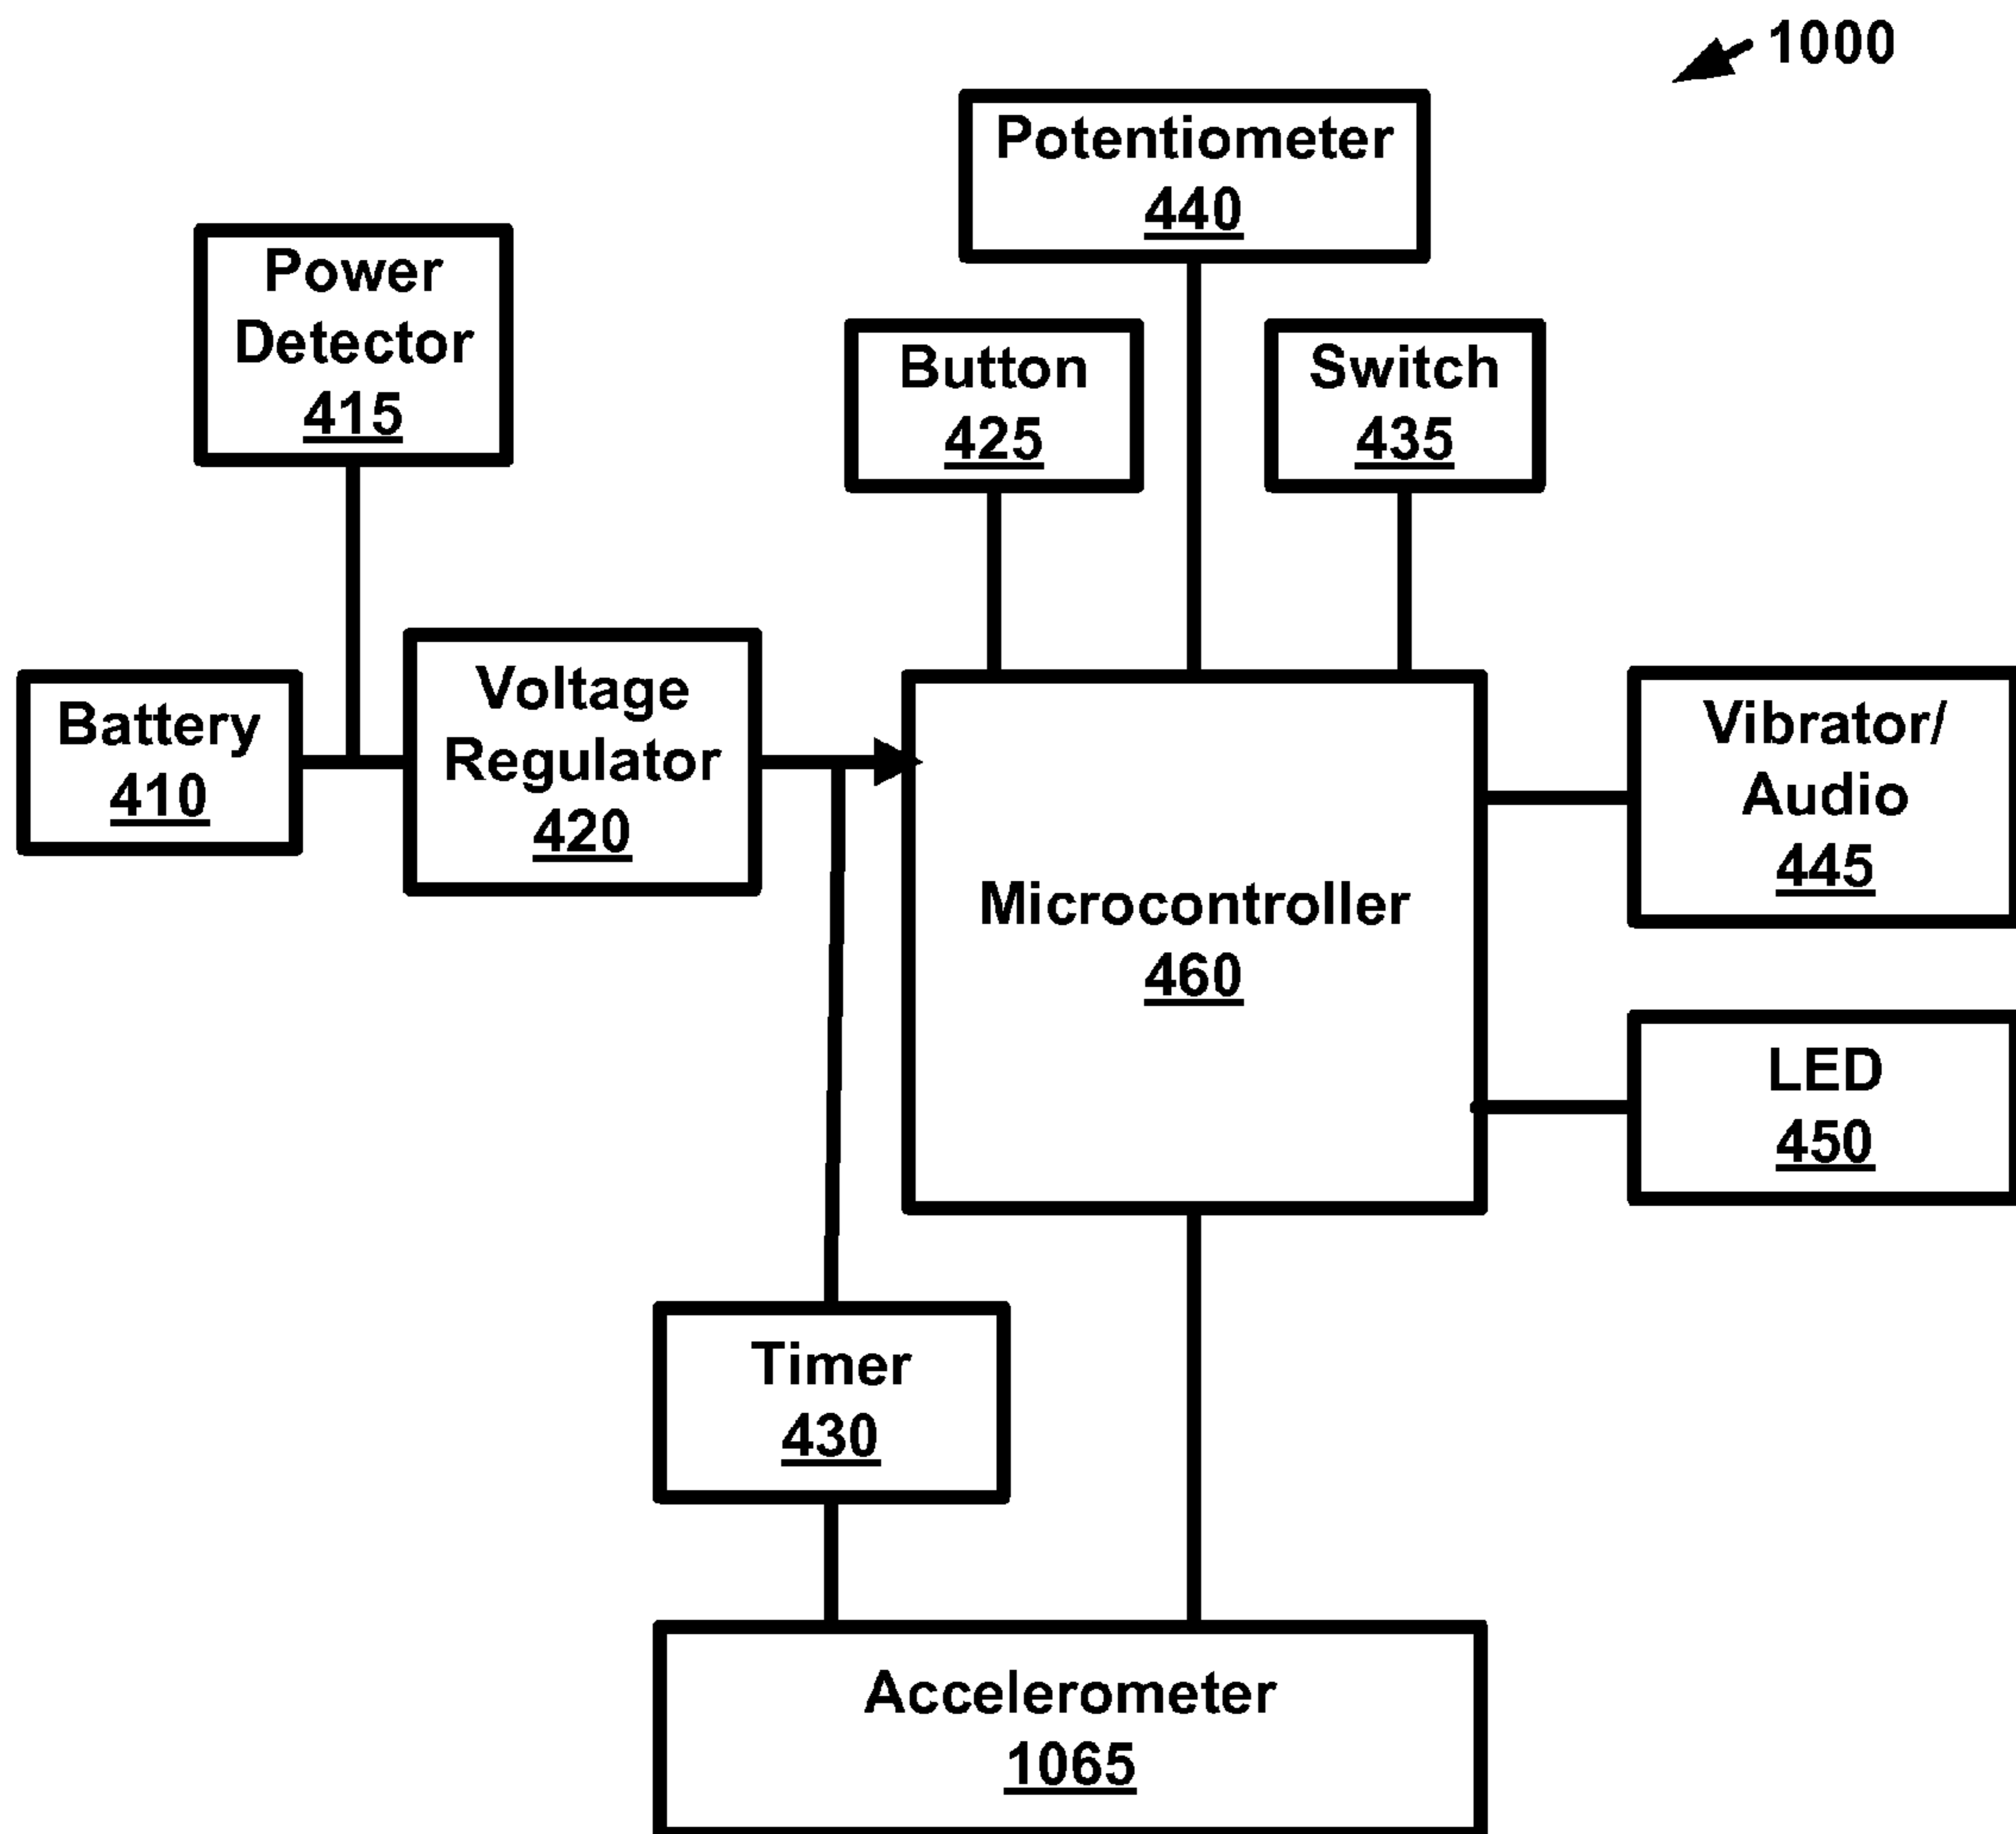 1000
Potentiometer
440
Power
Detector
415
Button
425
Switch
435
Battery
410
Voltage
Regulator
420
Microcontroller
460
Vibrator/
Audio
445
LED
450
Timer
430
Accelerometer
1065